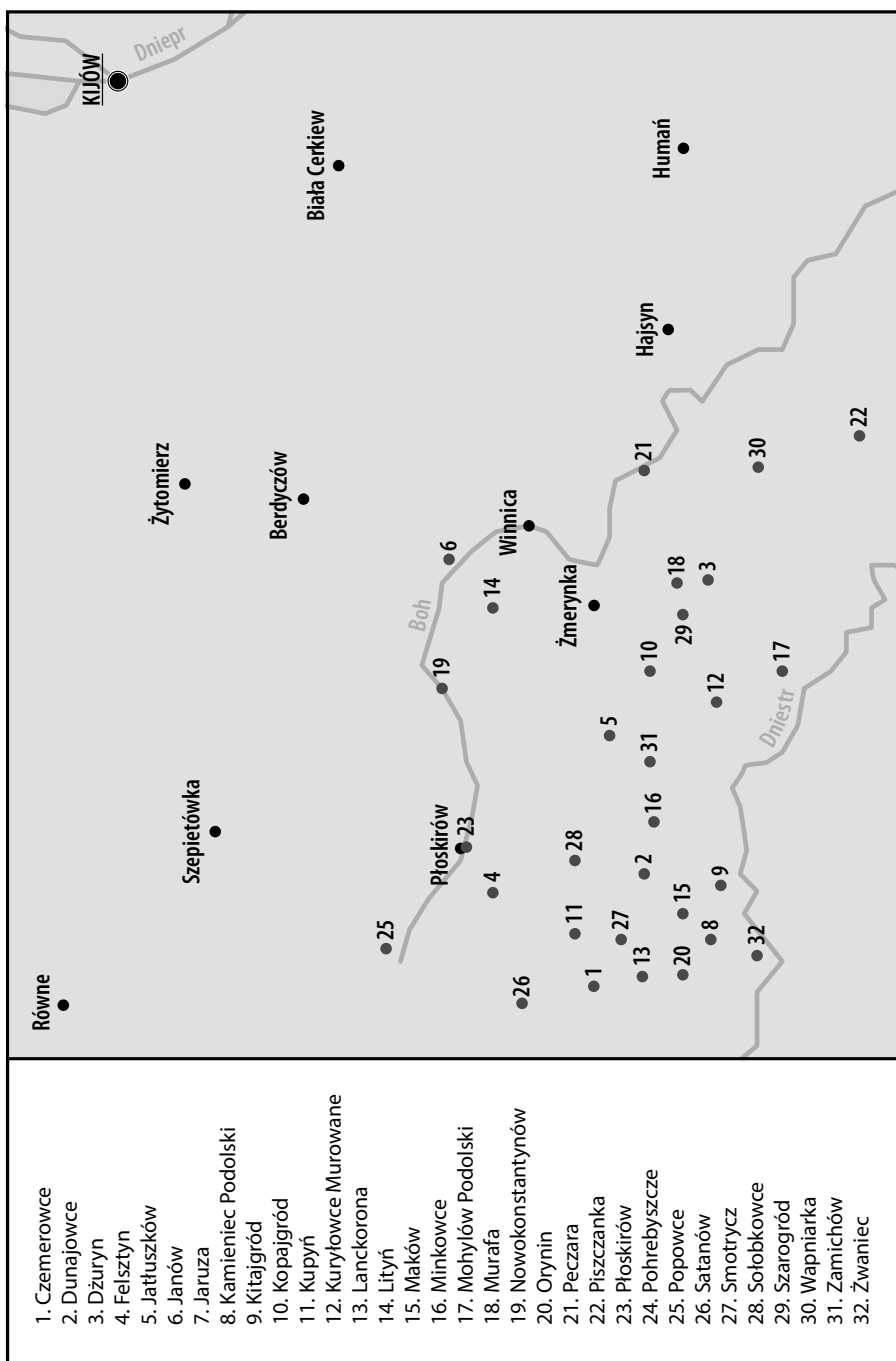 1. Czemerowce
2. Dunajowce
3. Dżuryn
4. Felsztyn
5. Jatłuszków
6. Janów
7. Jaruza
8. Kamieniec Podolski
9. Kitajgród
10. Kopajgród
11. Kupyń
12. Kuryłowce Murowane
13. Lanckorona
14. Lityń
15. Maków
16. Minkowce
17. Mohylów Podolski
18. Murafa
19. Nowokonstantynów
20. Orynin
21. Peczara
22. Piszczanka
23. Płoskirów
24. Pohrebyszcze
25. Popowce
26. Satanów
27. Smotrycz
28. Sołobkowce
29. Szarogród
30. Wapniarka
31. Zamichów
32. Żwaniec
Równe
KIJÓW
Dniepr
Szepietówka
Żytomierz
Berdyczów
Biała Cerkiew
25
Płoskirów
23
4
19
Boh
6
14
Winnica
26
11
28
1
27
5
Żmerynka
13
2
16
31
10
21
Hajsyn
Humań
20
15
29
18
8
9
12
3
32
Dniestr
17
30
22